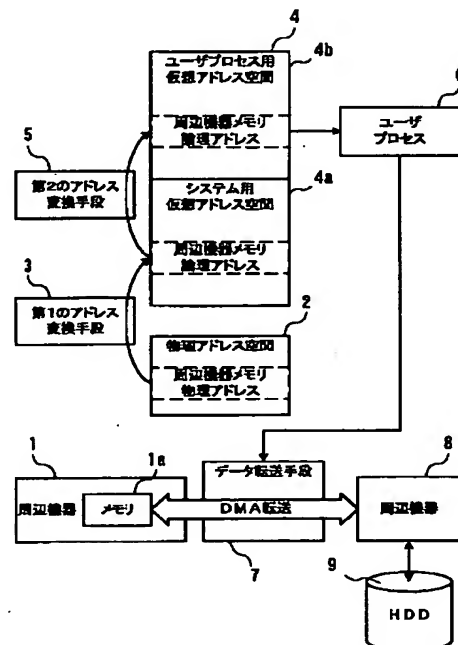 4
ユーザプロセス用
仮想アドレス空間
4b
周辺機器メモリ
論理アドレス
ユーザ
プロセス
5
第2のアドレス
変換手段
システム用
仮想アドレス空間
4a
周辺機器メモリ
論理アドレス
3
第1のアドレス
変換手段
2
物理アドレス空間
周辺機器メモリ
物理アドレス
1
1a
周辺機器
メモリ
データ転送手段
DMA転送
7
8
周辺機器
9
HDD